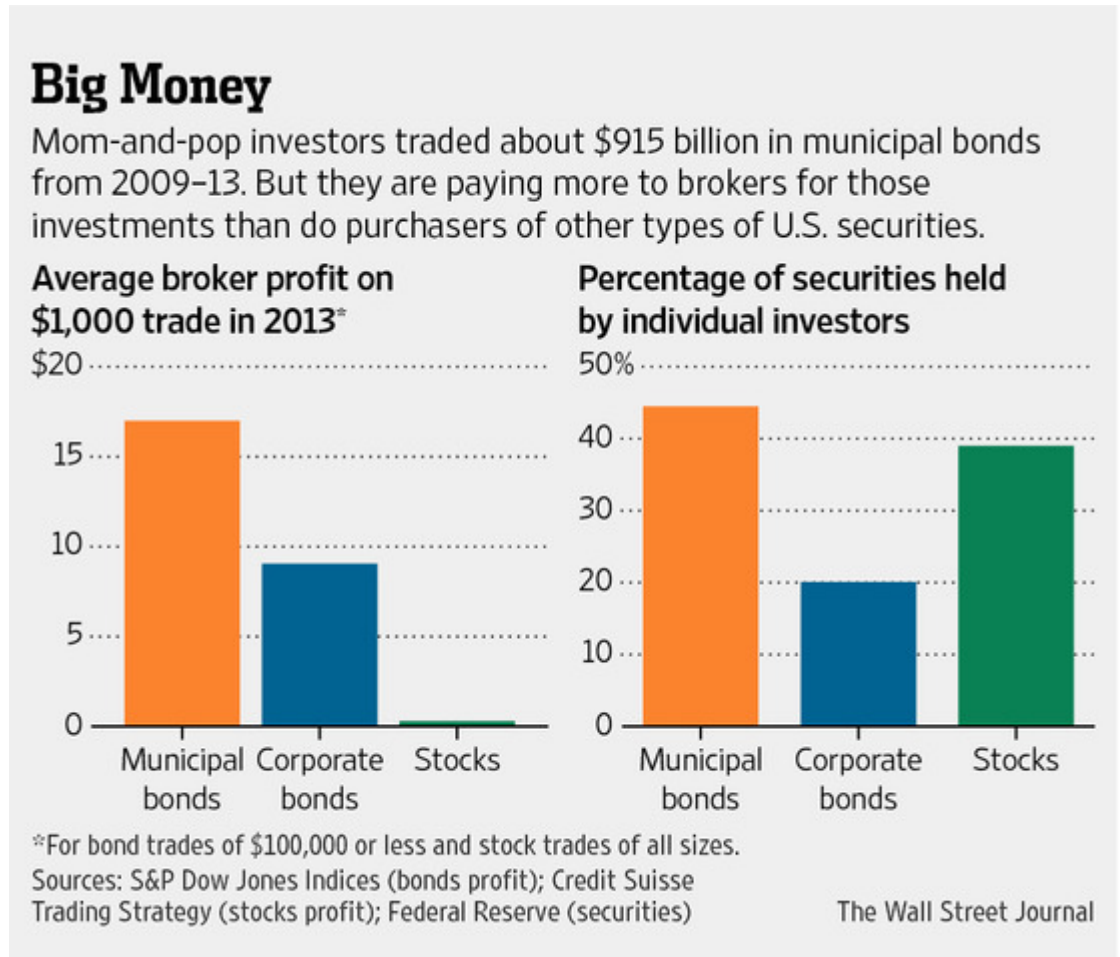 Big Money
Mom-and-pop investors traded about $915 billion in municipal bonds
from 2009–13. But they are paying more to brokers for those
investments than do purchasers of other types of U.S. securities.
Average broker profit on
$1,000 trade in 2013*
$20
15
10
5
0
Municipal bonds
Corporate bonds
Stocks
Percentage of securities held
by individual investors
50%
40
30
20
10
0
Municipal bonds
Corporate bonds
Stocks
*For bond trades of $100,000 or less and stock trades of all sizes.
Sources: S&P Dow Jones Indices (bonds profit); Credit Suisse
Trading Strategy (stocks profit); Federal Reserve (securities)
The Wall Street Journal